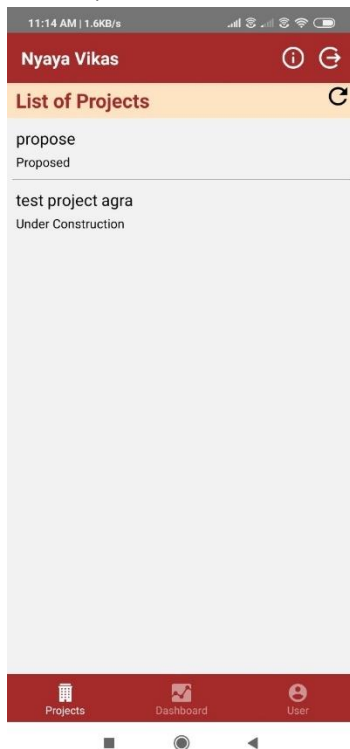 11:14 AM | 1.6KB/s
Nyaya Vikas
List of Projects
propose
Proposed
test project agra
Under Construction
Projects Dashboard User